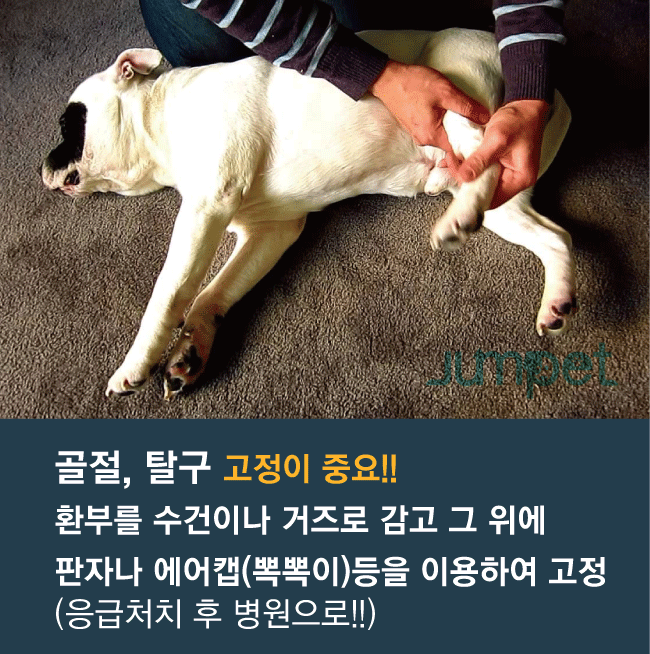 Jumpet
골절, 탈구 고정이 중요!!
환부를 수건이나 거즈로 감고 그 위에
판자나 에어캡(뽁뽁이)등을 이용하여 고정
(응급처치 후 병원으로!!)